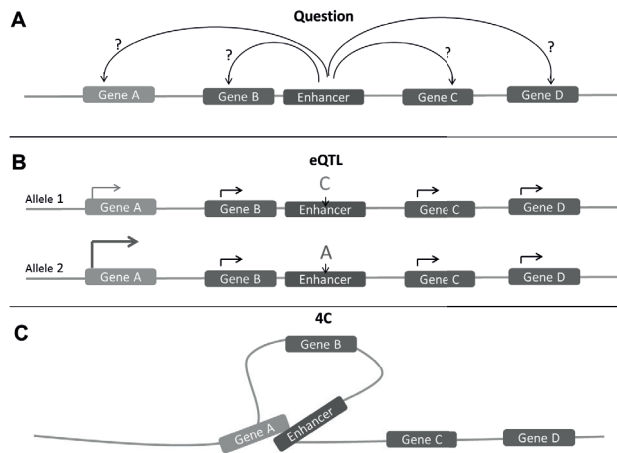 A
Question
? ? ? ?
Gene A Gene B Enhancer Gene C Gene D
B
eQTL
C
Allele 1 Gene A Gene B Enhancer Gene C Gene D
A
Allele 2 Gene A Gene B Enhancer Gene C Gene D
4C
C
Gene B
Gene A Enhancer Gene C Gene D